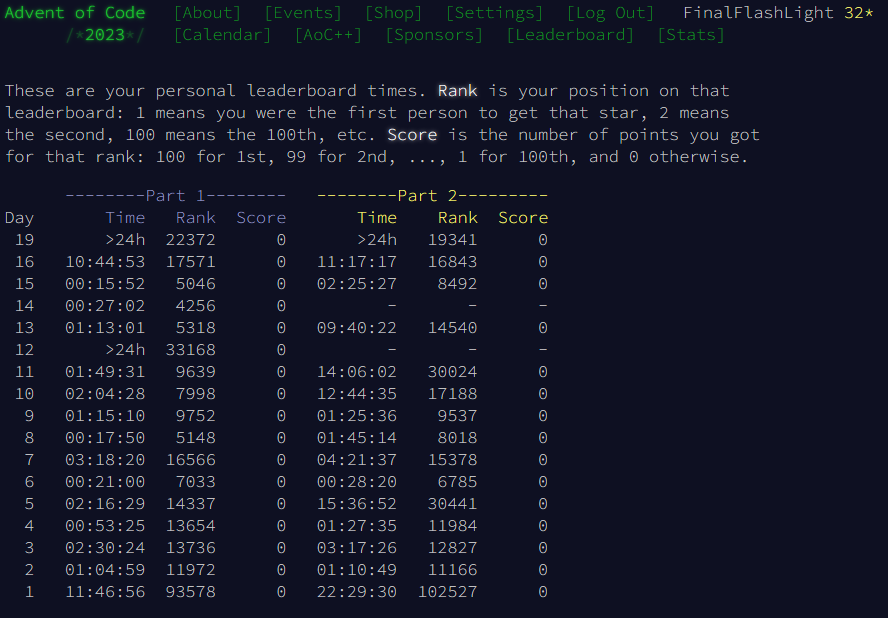 Advent of Code [About] [Events] [Shop] [Settings] [Log Out] FinalFlashLight 32*
/*2023*/ [Calendar] [AoC++] [Sponsors] [Leaderboard] [Stats]
These are your personal leaderboard times. Rank is your position on that
leaderboard: 1 means you were the first person to get that star, 2 means
the second, 100 means the 100th, etc. Score is the number of points you got
for that rank: 100 for 1st, 99 for 2nd, ..., 1 for 100th, and 0 otherwise.
--------Part 1-------- --------Part 2---------
Day Time Rank Score Time Rank Score
19 >24h 22372 0 >24h 19341 0
16 10:44:53 17571 0 11:17:17 16843 0
15 00:15:52 5046 0 02:25:27 8492 0
14 00:27:02 4256 0 - - -
13 01:13:01 5318 0 09:40:22 14540 0
12 >24h 33168 0 - - -
11 01:49:31 9639 0 14:06:02 30024 0
10 02:04:28 7998 0 12:44:35 17188 0
9 01:15:10 9752 0 01:25:36 9537 0
8 00:17:50 5148 0 01:45:14 8018 0
7 03:18:20 16566 0 04:21:37 15378 0
6 00:21:00 7033 0 00:28:20 6785 0
5 02:16:29 14337 0 15:36:52 30441 0
4 00:53:25 13654 0 01:27:35 11984 0
3 02:30:24 13736 0 03:17:26 12827 0
2 01:04:59 11972 0 01:10:49 11166 0
1 11:46:56 93578 0 22:29:30 102527 0